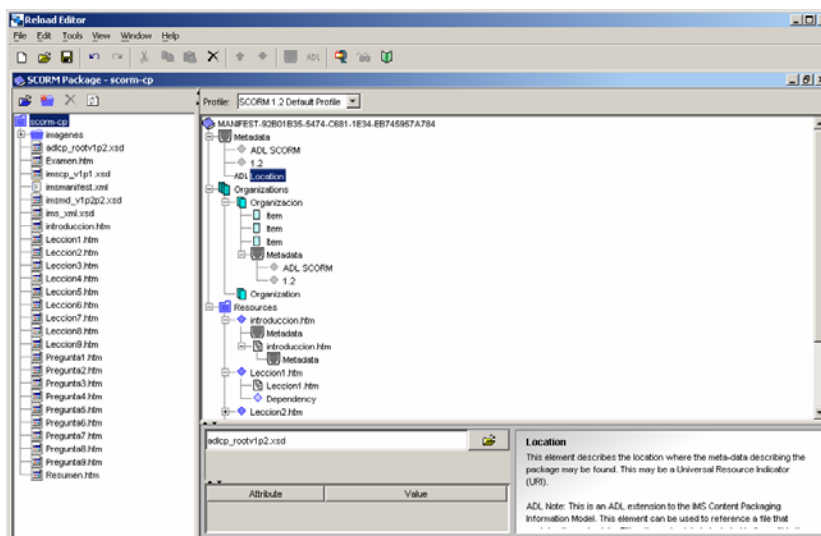 Reload Editor
File Edit Tools View Window Help
ADL
SCORM Package - scorm-cp
Profile: SCORM 1.2 Default Profile
scorm-cp
imagenes
adlcp_rootv1p2.xsd
Examen.htm
imscp_v1p1.xsd
imsmanifest.xml
imsmd_v1p2p2.xsd
ims_xml.xsd
introduccion.htm
Leccion1.htm
Leccion2.htm
Leccion3.htm
Leccion4.htm
Leccion5.htm
Leccion6.htm
Leccion7.htm
Leccion8.htm
Leccion9.htm
Pregunta1.htm
Pregunta2.htm
Pregunta3.htm
Pregunta4.htm
Pregunta5.htm
Pregunta6.htm
Pregunta7.htm
Pregunta8.htm
Pregunta9.htm
Resumen.htm
MANIFEST-92B01B35-5474-C681-1E34-EB745957A784
Metadata
ADL SCORM
1.2
ADL Location
Organizations
Organizacion
Item
Item
Item
Metadata
ADL SCORM
1.2
Organization
Resources
introduccion.htm
Metadata
introduccion.htm
Metadata
Leccion1.htm
Leccion1.htm
Dependency
Leccion2.htm
adlcp_rootv1p2.xsd
Attribute Value
Location
This element describes the location where the meta-data describing the
package may be found. This may be a Universal Resource Indicator
(URI).
ADL Note: This is an ADL extension to the IMS Content Packaging
Information Model. This element can be used to reference a file that